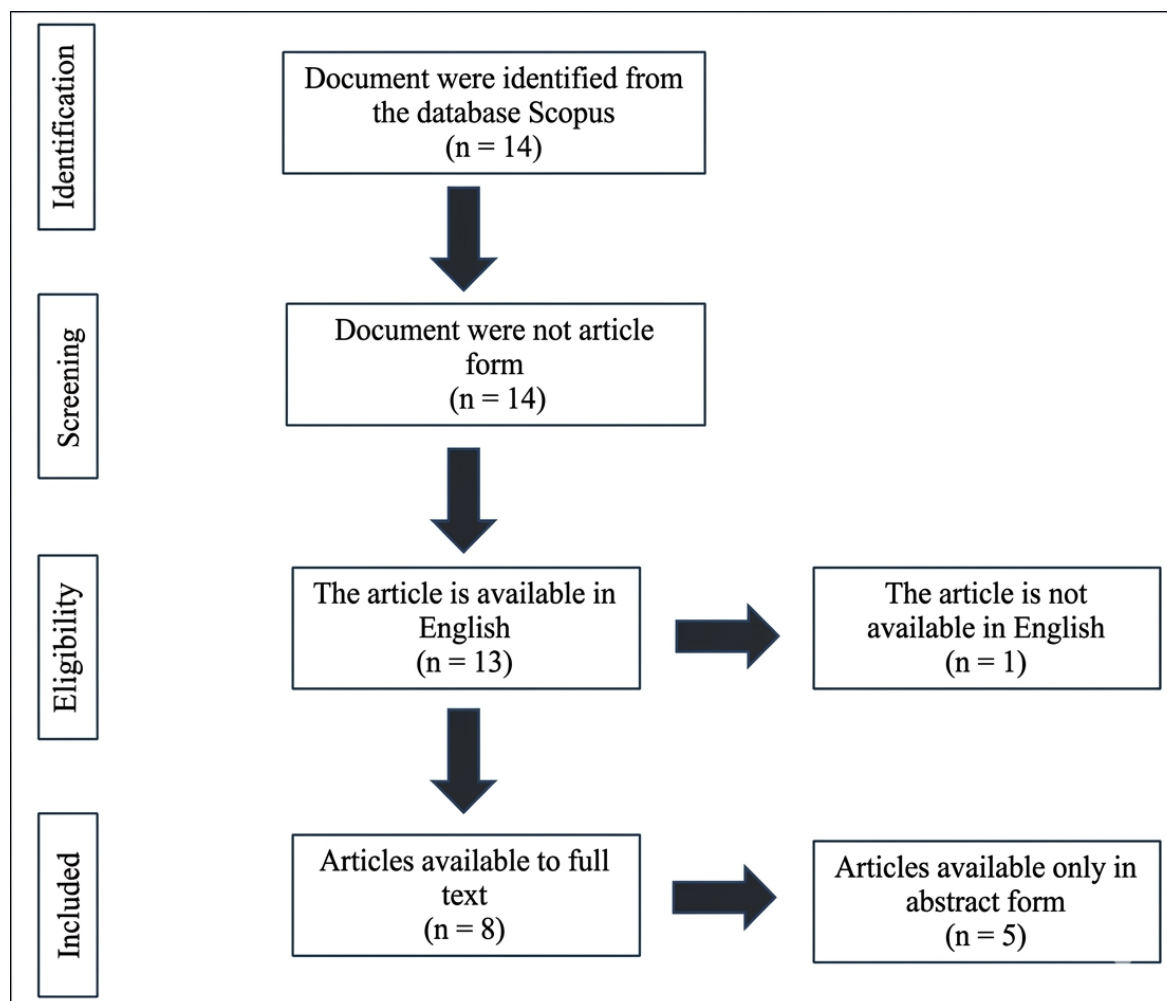 Identification
Document were identified from
the database Scopus
(n = 14)
Screening
Document were not article
form
(n = 14)
Eligibility
The article is available in
English
(n = 13)
The article is not
available in English
(n = 1)
Included
Articles available to full
text
(n = 8)
Articles available only in
abstract form
(n = 5)